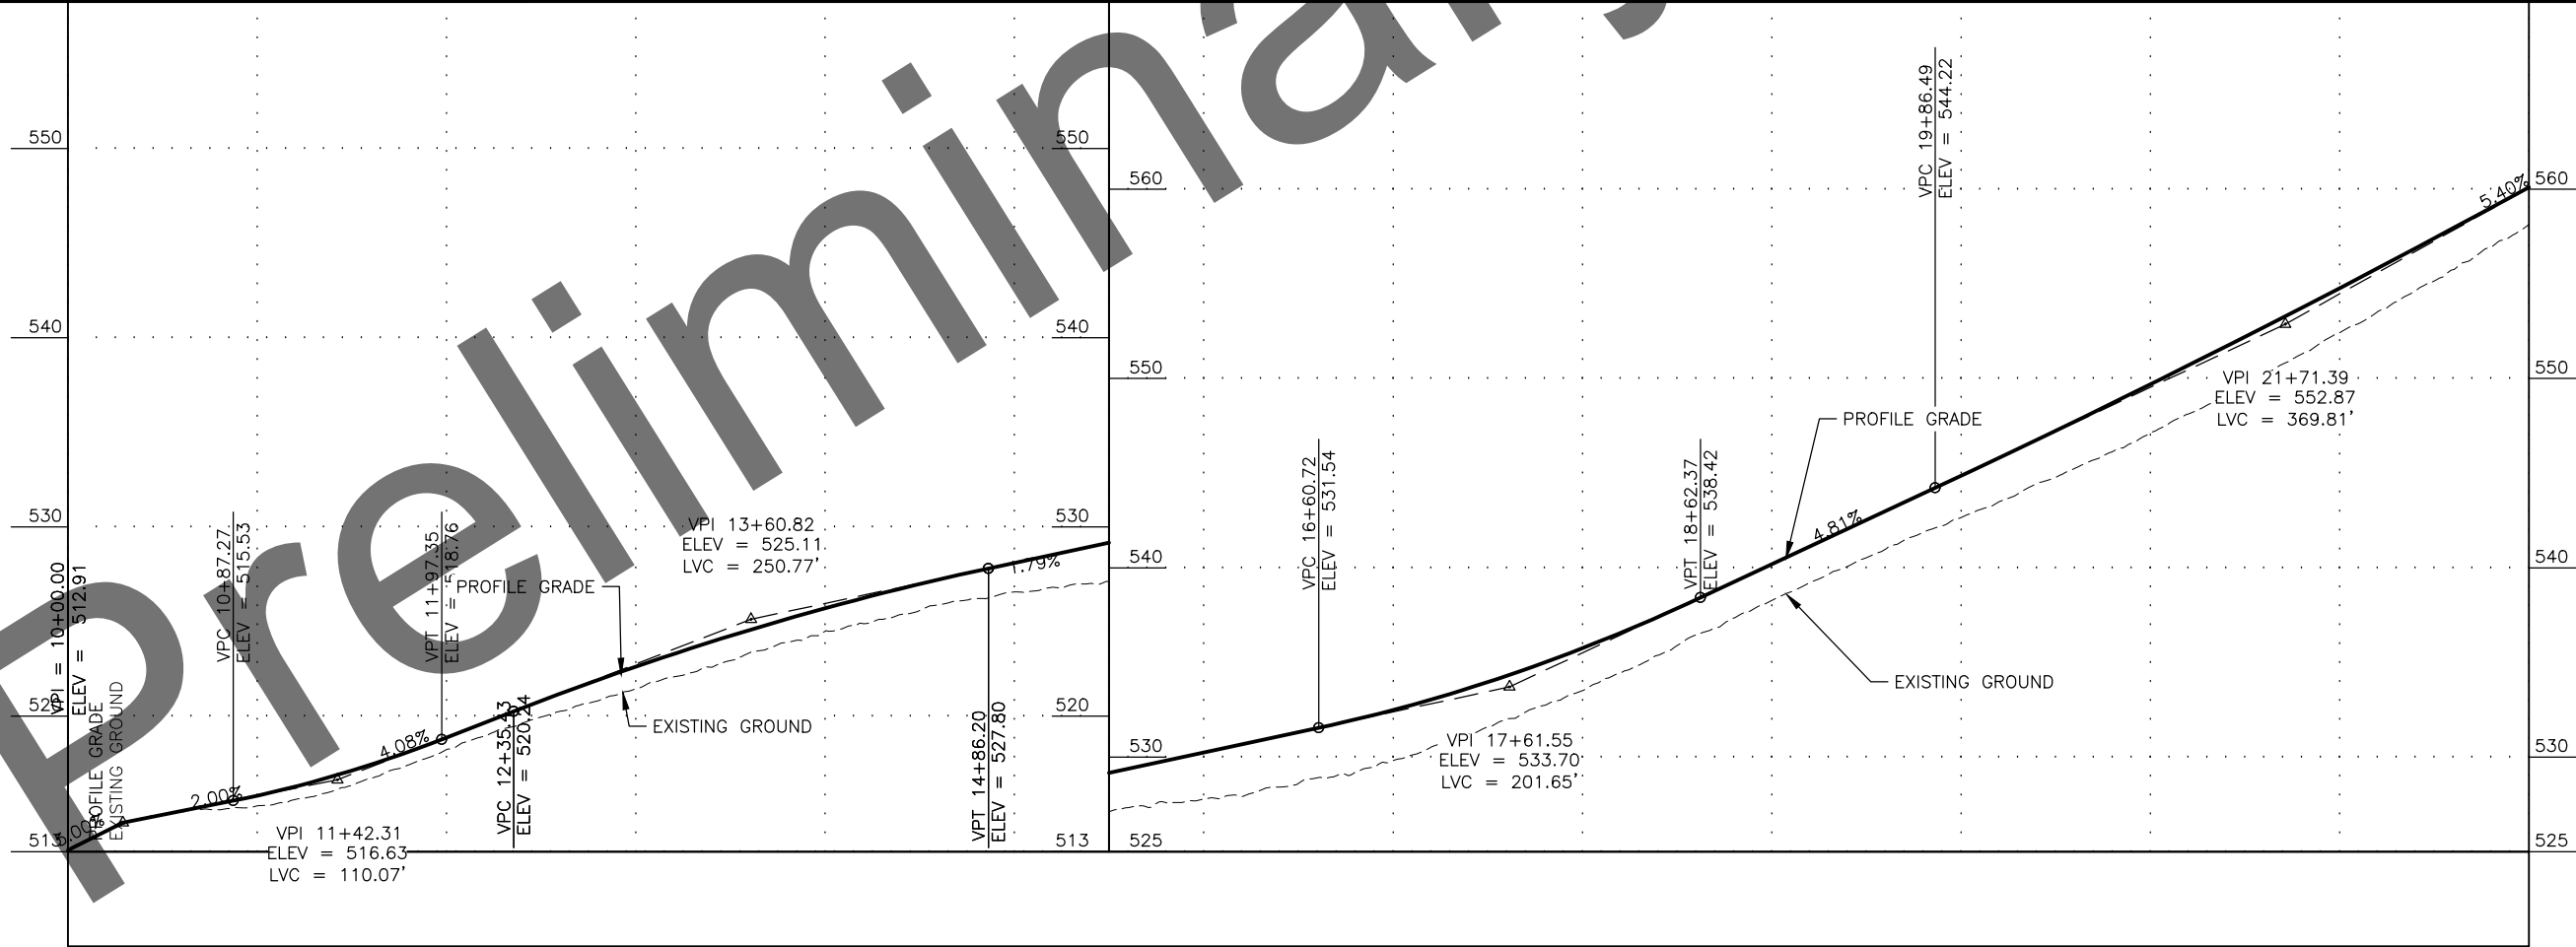 Preliminary
550
540
530
520
513
VPI = 10+00.00
ELEV = 512.91
PROFILE GRADE
EXISTING GROUND
5.00%
2.00%
VPC 10+87.27
ELEV = 515.53
VPI 11+42.31
ELEV = 516.63
LVC = 110.07'
VPT 11+97.35
ELEV = 518.76
4.08%
VPC 12+35.43
ELEV = 520.24
PROFILE GRADE
EXISTING GROUND
VPI 13+60.82
ELEV = 525.11
LVC = 250.77'
VPT 14+86.20
ELEV = 527.80
1.79%
550
540
530
520
513
560
550
540
530
525
VPC 16+60.72
ELEV = 531.54
VPI 17+61.55
ELEV = 533.70
LVC = 201.65'
VPT 18+62.37
ELEV = 538.42
PROFILE GRADE
4.81%
EXISTING GROUND
VPC 19+86.49
ELEV = 544.22
VPI 21+71.39
ELEV = 552.87
LVC = 369.81'
5.40%
560
550
540
530
525